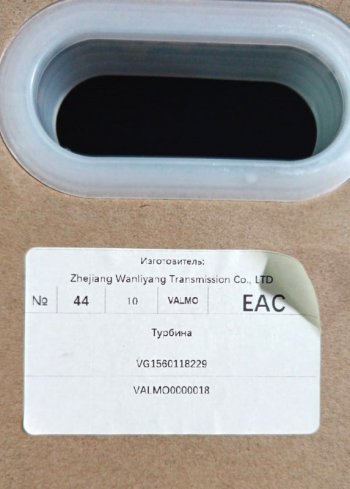 Изготовитель:
Zhejiang Wanliyang Transmission Co., LTD
№ 44 10 VALMO EAC
Турбина
VG1560118229
VALMO0000018